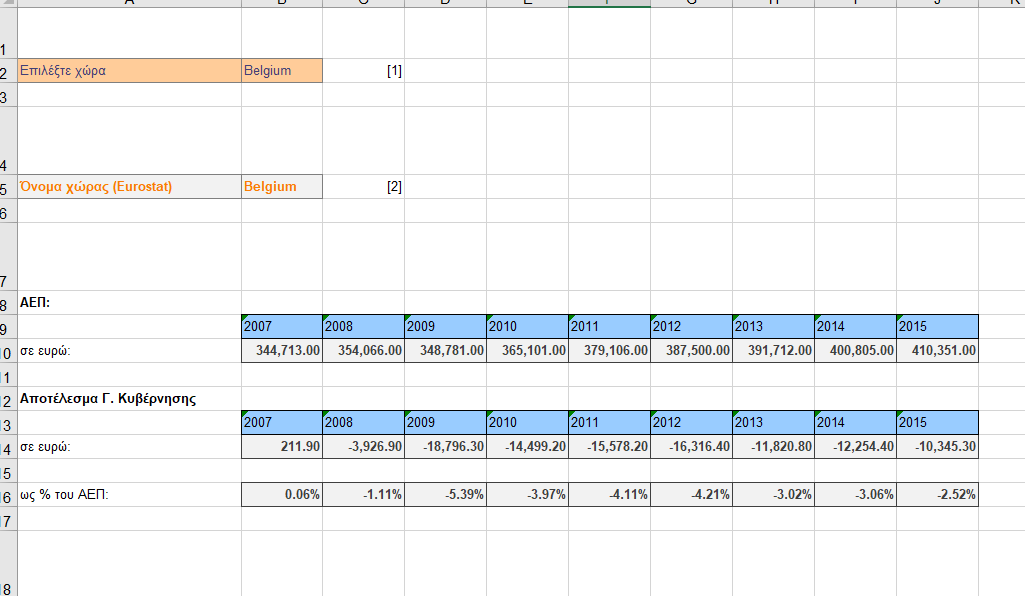 A B C D E F G H I J K
1
2 Επιλέξτε χώρα Belgium [1]
3
4
5 Όνομα χώρας (Eurostat) Belgium [2]
6
7
8 ΑΕΠ:
9 2007 2008 2009 2010 2011 2012 2013 2014 2015
10 σε ευρώ: 344,713.00 354,066.00 348,781.00 365,101.00 379,106.00 387,500.00 391,712.00 400,805.00 410,351.00
11
12 Αποτέλεσμα Γ. Κυβέρνησης
13 2007 2008 2009 2010 2011 2012 2013 2014 2015
14 σε ευρώ: 211.90 -3,926.90 -18,796.30 -14,499.20 -15,578.20 -16,316.40 -11,820.80 -12,254.40 -10,345.30
15
16 ως % του ΑΕΠ: 0.06% -1.11% -5.39% -3.97% -4.11% -4.21% -3.02% -3.06% -2.52%
17
18